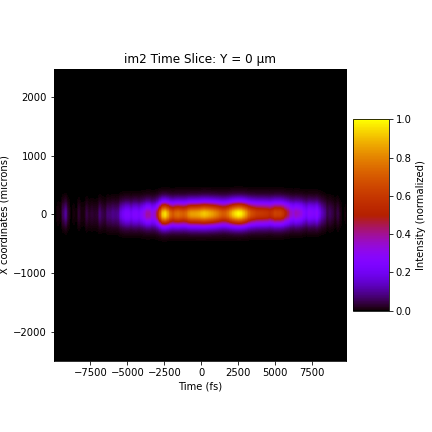 im2 Time Slice: Y = 0 μm
2000
1000
0
−1000
−2000
X coordinates (microns)
−7500 −5000 −2500 0 2500 5000 7500
Time (fs)
1.0
0.8
0.6
0.4
0.2
0.0
Intensity (normalized)